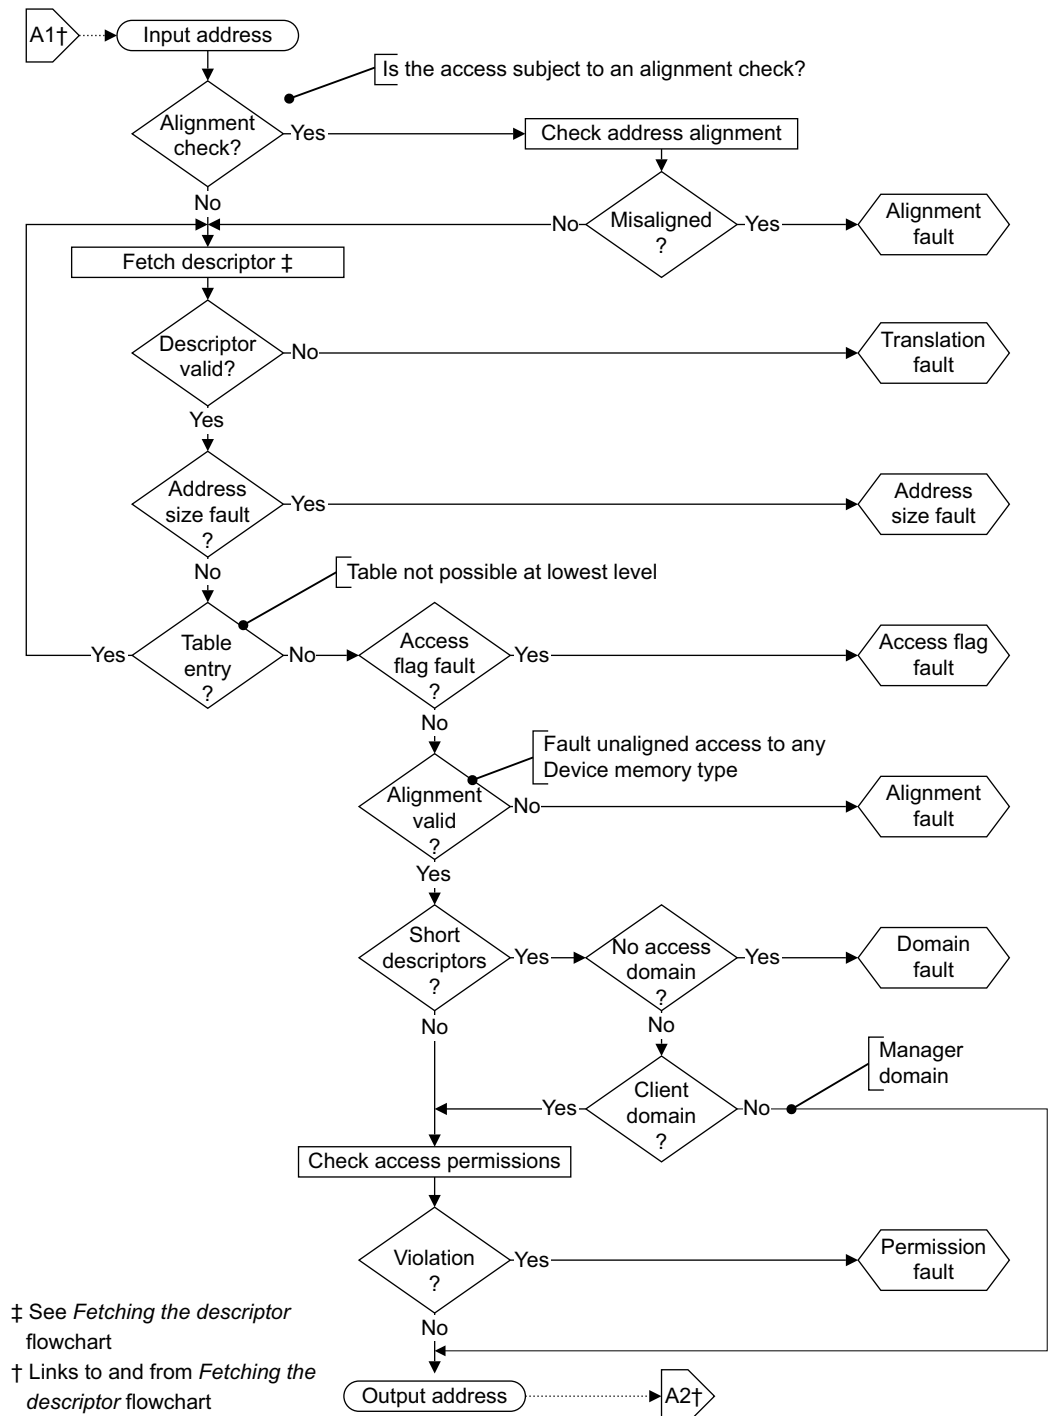 A1†
Input address
Is the access subject to an alignment check?
Alignment
check?
Yes
Check address alignment
No
Misaligned
?
No
Yes
Alignment
fault
Fetch descriptor ‡
Descriptor
valid?
No
Translation
fault
Yes
Address
size fault
?
Yes
Address
size fault
No
Table not possible at lowest level
Table
entry
?
Yes
No
Access
flag fault
?
Yes
Access flag
fault
No
Fault unaligned access to any
Device memory type
Alignment
valid
?
No
Alignment
fault
Yes
Short
descriptors
?
Yes
No access
domain
?
Yes
Domain
fault
No
No
Manager
domain
Client
domain
?
Yes
No
Check access permissions
Violation
?
Yes
Permission
fault
No
‡ See Fetching the descriptor
flowchart
† Links to and from Fetching the
descriptor flowchart
Output address
A2†